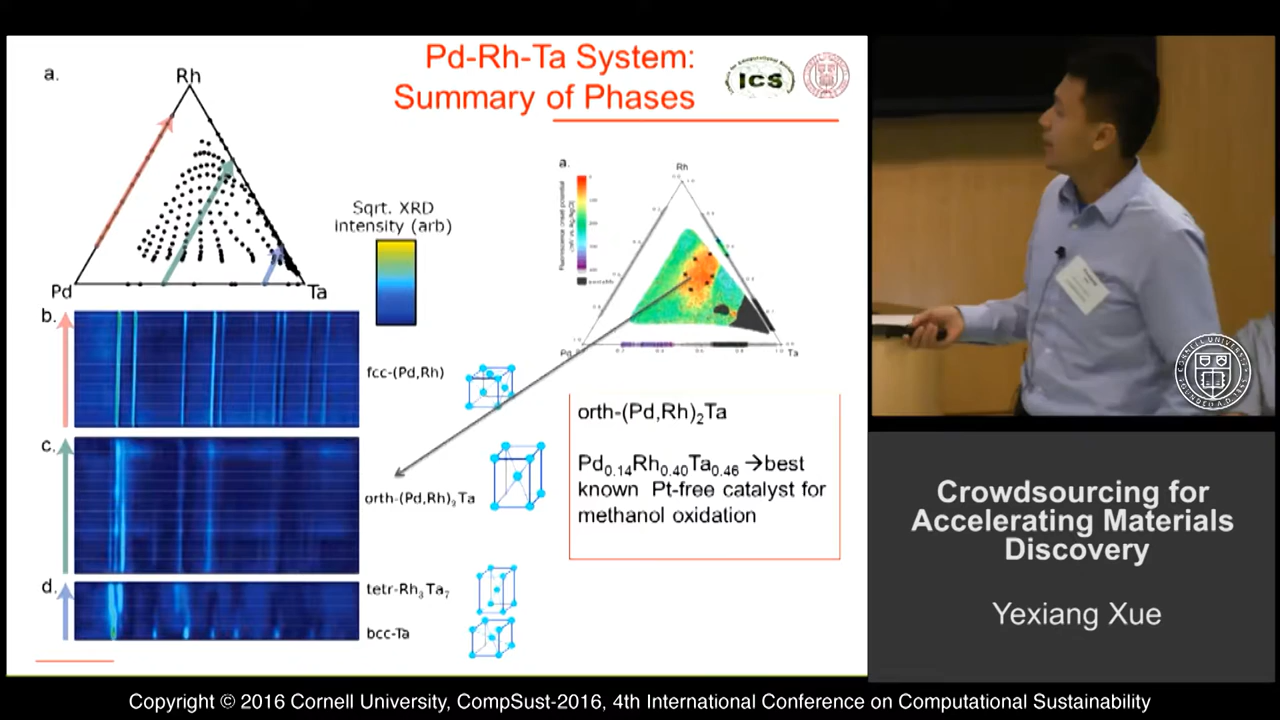 Pd-Rh-Ta System:
Summary of Phases
ICS
a.
Rh
Pd
Ta
Sqrt. XRD
intensity (arb)
b.
fcc-(Pd,Rh)
c.
orth-(Pd,Rh)₂Ta
d.
tetr-Rh₃Ta₇
bcc-Ta
a.
Rh
Pd
Ta
orth-(Pd,Rh)₂Ta
Pd₀.₁₄Rh₀.₄₀Ta₀.₄₆ →best
known Pt-free catalyst for
methanol oxidation
Crowdsourcing for
Accelerating Materials
Discovery
Yexiang Xue
Copyright © 2016 Cornell University, CompSust-2016, 4th International Conference on Computational Sustainability